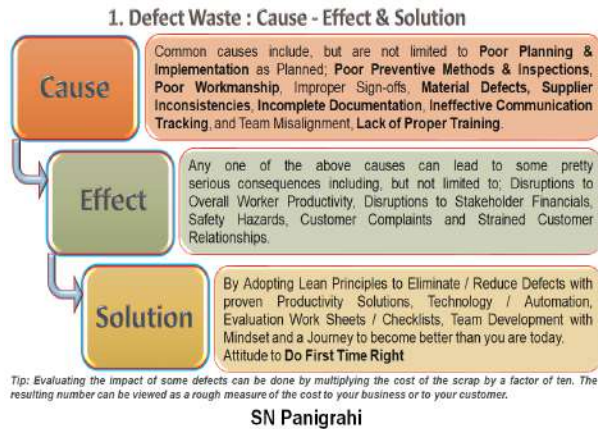 1. Defect Waste : Cause - Effect & Solution
Cause
Common causes include, but are not limited to Poor Planning &
Implementation as Planned; Poor Preventive Methods & Inspections,
Poor Workmanship, Improper Sign-offs, Material Defects, Supplier
Inconsistencies, Incomplete Documentation, Ineffective Communication
Tracking, and Team Misalignment, Lack of Proper Training.
Effect
Any one of the above causes can lead to some pretty
serious consequences including, but not limited to; Disruptions to
Overall Worker Productivity, Disruptions to Stakeholder Financials,
Safety Hazards, Customer Complaints and Strained Customer
Relationships.
Solution
By Adopting Lean Principles to Eliminate / Reduce Defects with
proven Productivity Solutions, Technology / Automation,
Evaluation Work Sheets / Checklists, Team Development with
Mindset and a Journey to become better than you are today.
Attitude to Do First Time Right
Tip: Evaluating the impact of some defects can be done by multiplying the cost of the scrap by a factor of ten. The
resulting number can be viewed as a rough measure of the cost to your business or to your customer.
SN Panigrahi